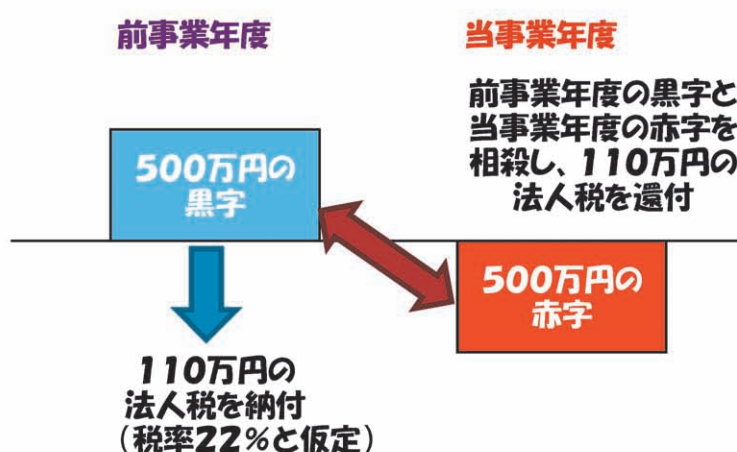 前事業年度
500万円の
黒字
110万円の
法人税を納付
（税率22%と仮定）
当事業年度
前事業年度の黒字と
当事業年度の赤字を
相殺し、110万円の
法人税を還付
500万円の
赤字